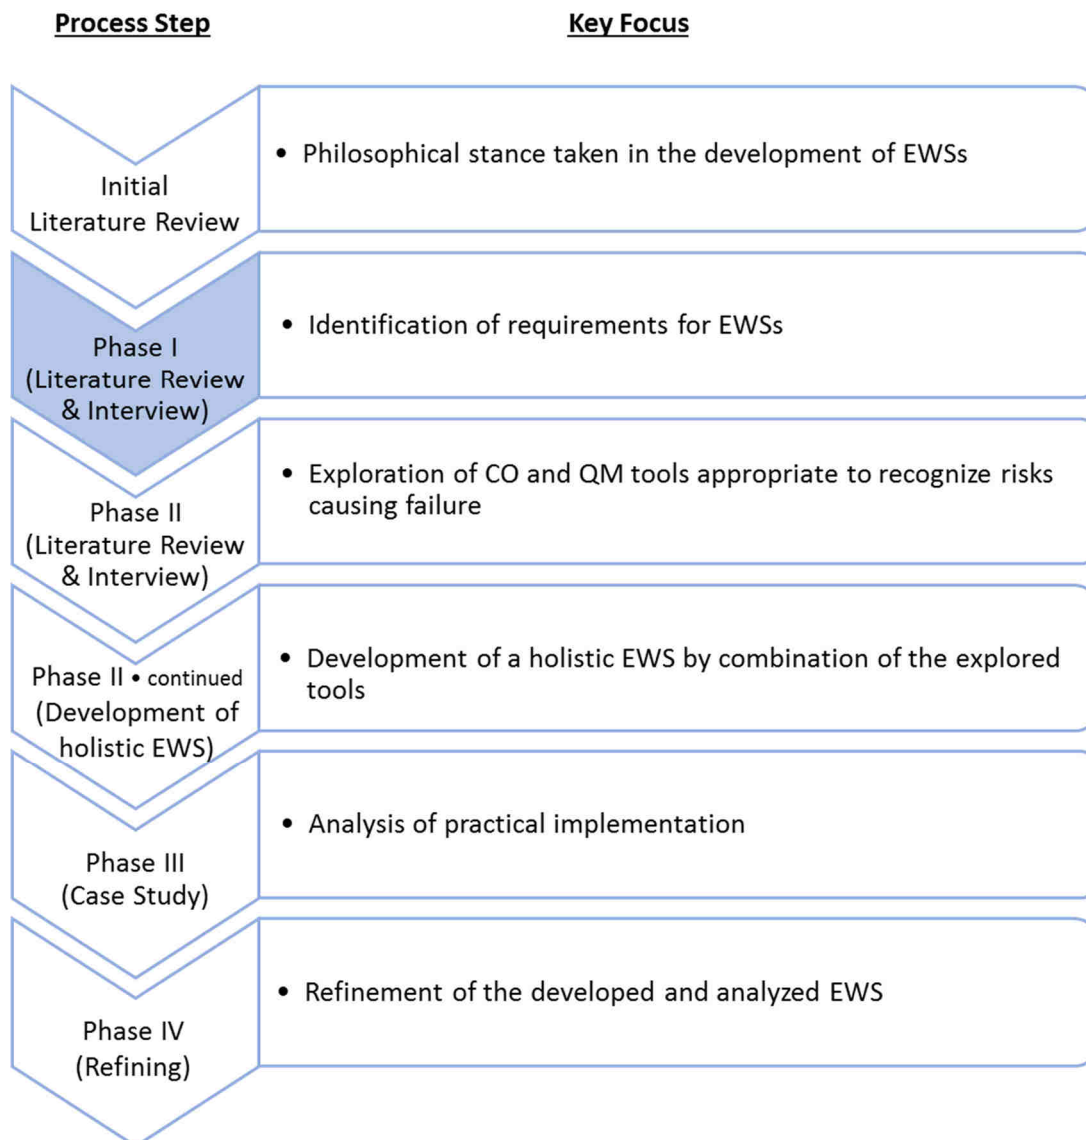 Process Step
Key Focus
Initial
Literature Review
• Philosophical stance taken in the development of EWSs
Phase I
(Literature Review
& Interview)
• Identification of requirements for EWSs
Phase II
(Literature Review
& Interview)
• Exploration of CO and QM tools appropriate to recognize risks
causing failure
Phase II • continued
(Development of
holistic EWS)
• Development of a holistic EWS by combination of the explored
tools
Phase III
(Case Study)
• Analysis of practical implementation
Phase IV
(Refining)
• Refinement of the developed and analyzed EWS